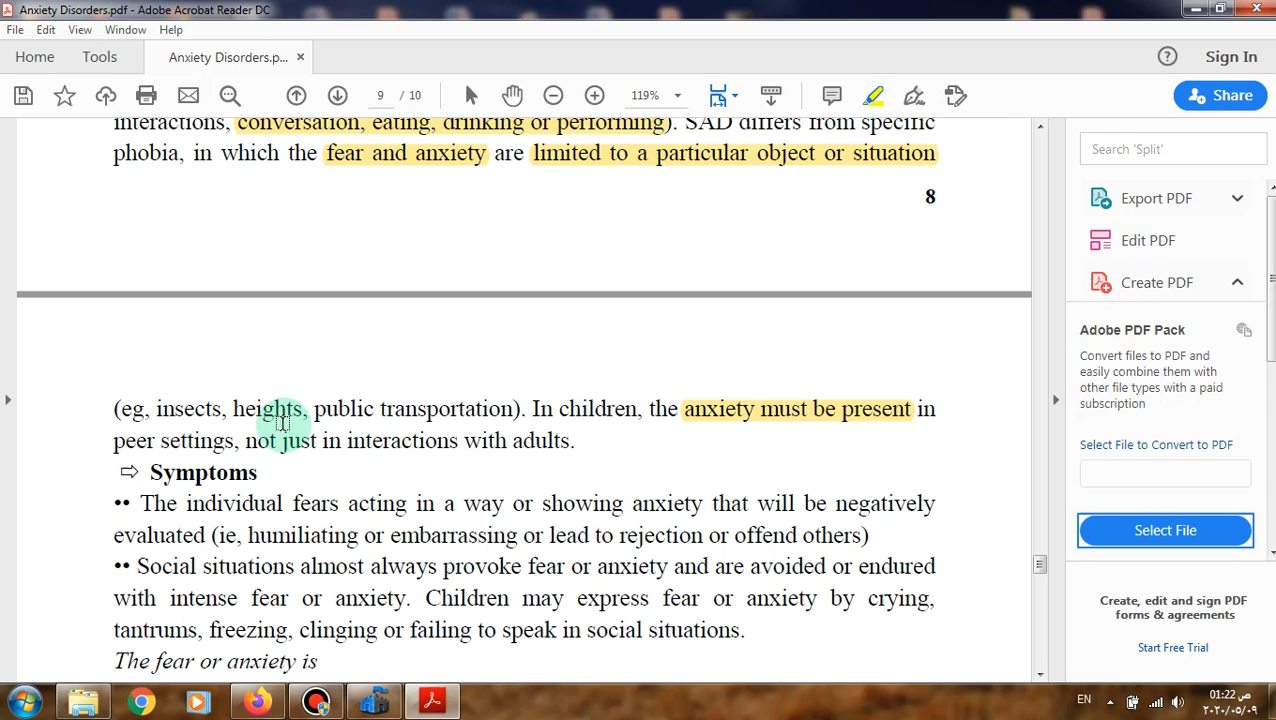 Anxiety Disorders.pdf - Adobe Acrobat Reader DC
File Edit View Window Help
Home Tools Anxiety Disorders.p... × Sign In
9 / 10 119% Share
interactions, conversation, eating, drinking or performing). SAD differs from specific
phobia, in which the fear and anxiety are limited to a particular object or situation
8
(eg, insects, heights, public transportation). In children, the anxiety must be present in
peer settings, not just in interactions with adults.
⇨ Symptoms
•• The individual fears acting in a way or showing anxiety that will be negatively
evaluated (ie, humiliating or embarrassing or lead to rejection or offend others)
•• Social situations almost always provoke fear or anxiety and are avoided or endured
with intense fear or anxiety. Children may express fear or anxiety by crying,
tantrums, freezing, clinging or failing to speak in social situations.
The fear or anxiety is
Search 'Split'
Export PDF
Edit PDF
Create PDF
Adobe PDF Pack
Convert files to PDF and
easily combine them with
other file types with a paid
subscription
Select File to Convert to PDF
Select File
Create, edit and sign PDF
forms & agreements
Start Free Trial
EN
01:22 ص
٢٠٢٠/٠٥/٠٩